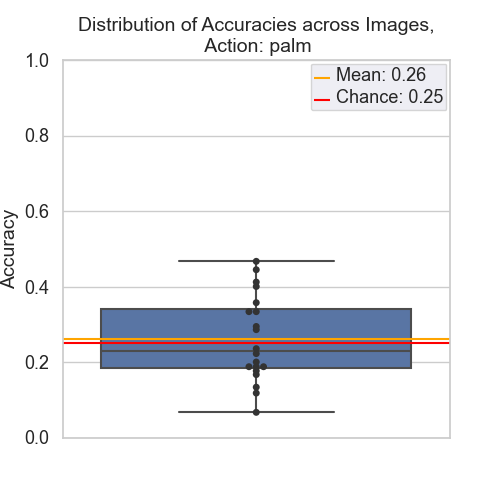 Distribution of Accuracies across Images,
Action: palm
Mean: 0.26
Chance: 0.25
1.0
0.8
0.6
0.4
0.2
0.0
Accuracy